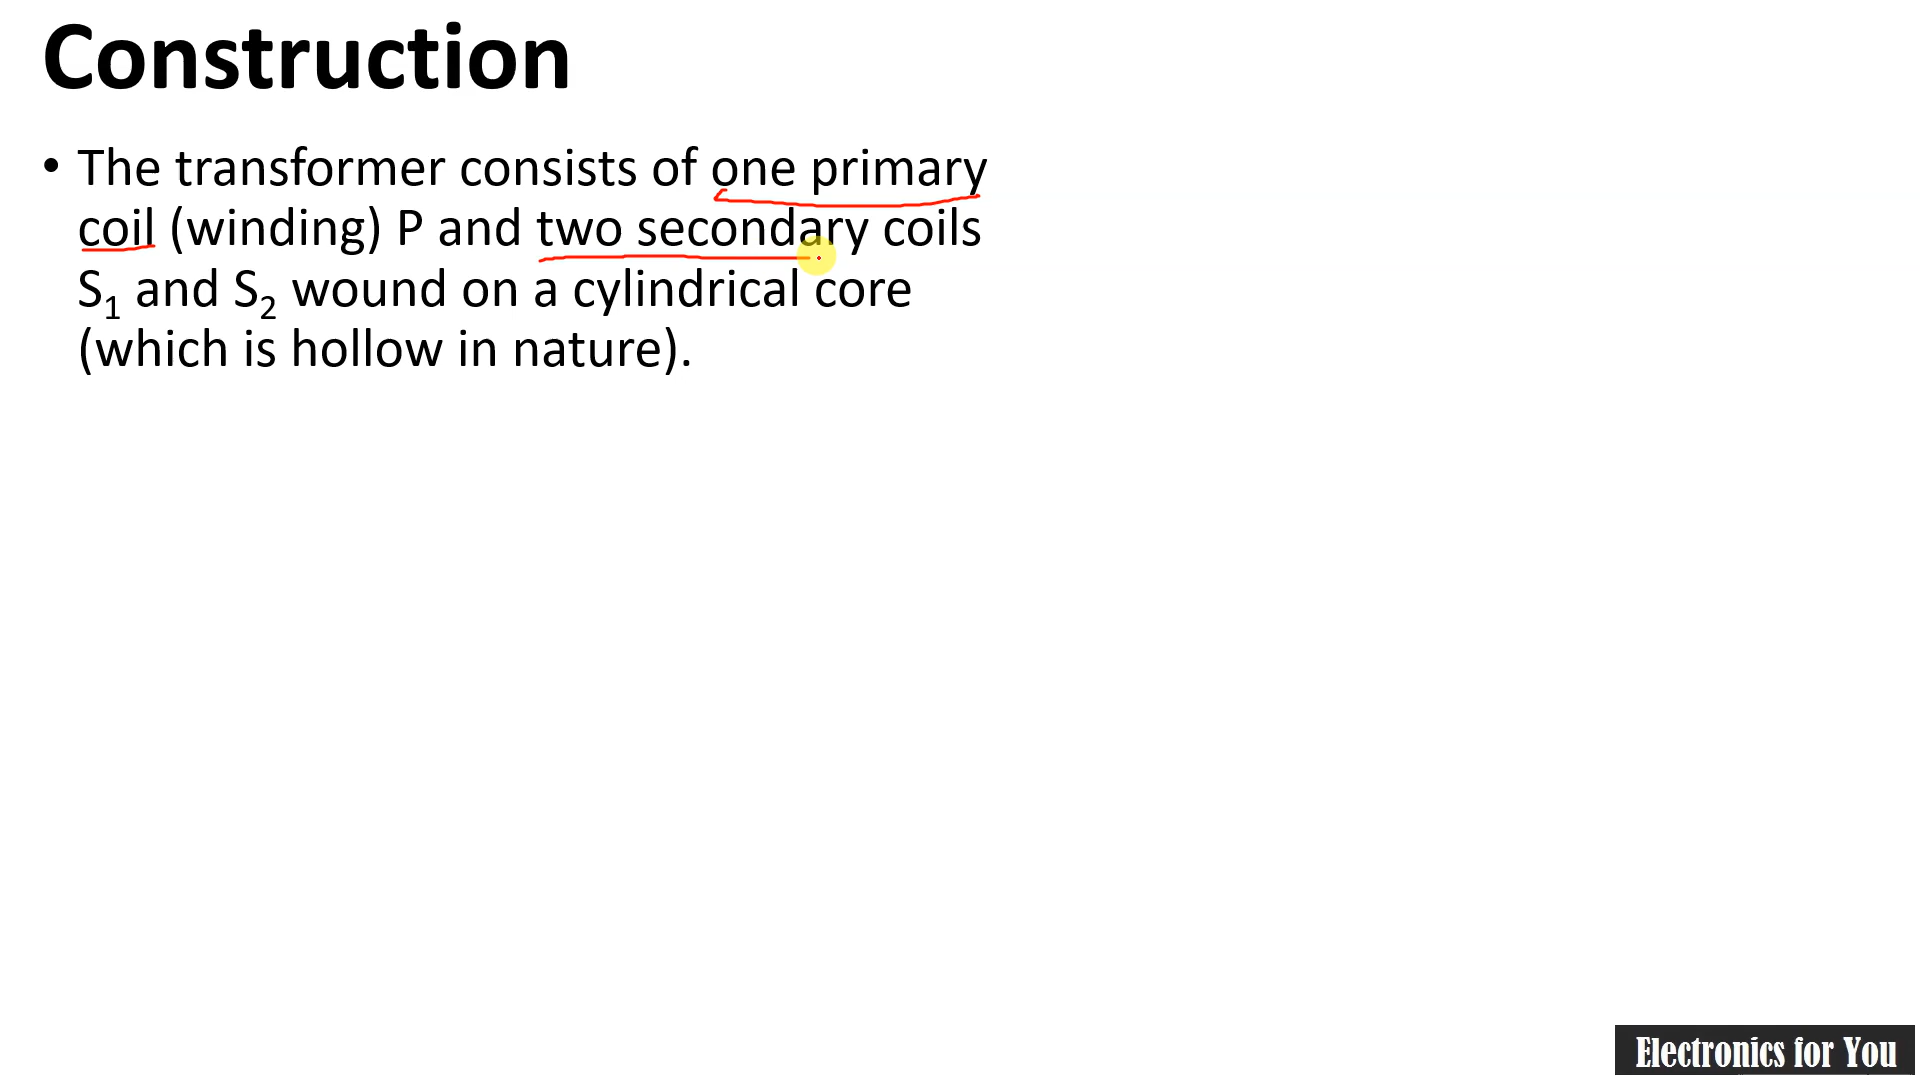 Construction
• The transformer consists of one primary
coil (winding) P and two secondary coils
S₁ and S₂ wound on a cylindrical core
(which is hollow in nature).
Electronics for You